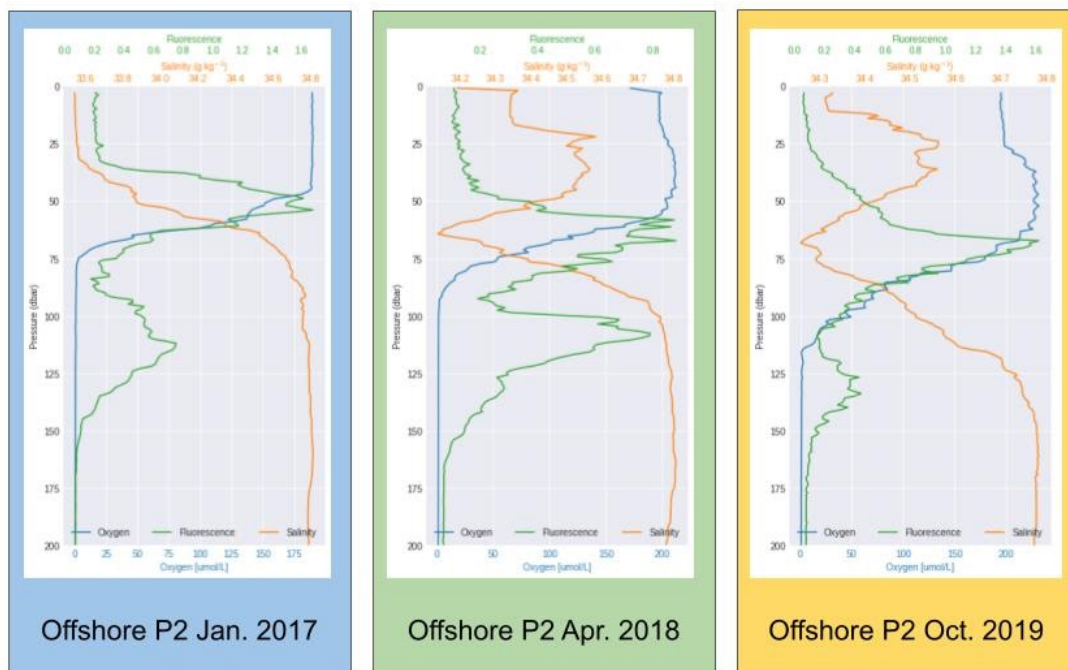 Fluorescence
0.0 0.2 0.4 0.6 0.8 1.0 1.2 1.4 1.6
Salinity (g kg⁻¹)
33.6 33.8 34.0 34.2 34.4 34.6 34.8
0
25
50
75
Pressure (dbar)
100
125
150
175
200
Oxygen Fluorescence Salinity
0 25 50 75 100 125 150 175
Oxygen [umol/L]
Offshore P2 Jan. 2017
Fluorescence
0.2 0.4 0.6 0.8
Salinity (g kg⁻¹)
34.2 34.3 34.4 34.5 34.6 34.7 34.8
0
25
50
75
Pressure (dbar)
100
125
150
175
200
Oxygen Fluorescence Salinity
0 50 100 150 200
Oxygen [umol/L]
Offshore P2 Apr. 2018
Fluorescence
0.0 0.2 0.4 0.6 0.8 1.0 1.2 1.4 1.6
Salinity (g kg⁻¹)
34.3 34.4 34.5 34.6 34.7 34.8
0
25
50
75
Pressure (dbar)
100
125
150
175
200
Oxygen Fluorescence Salinity
0 50 100 150 200
Oxygen [umol/L]
Offshore P2 Oct. 2019